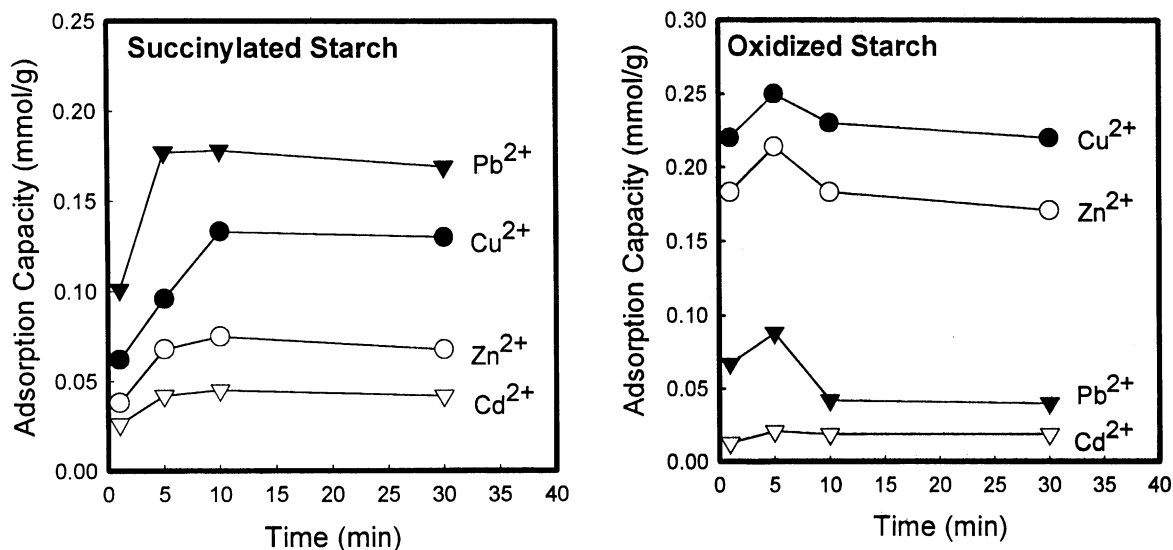 Succinylated Starch
Adsorption Capacity (mmol/g)
0.25
0.20
0.15
0.10
0.05
0.00
Pb²⁺
Cu²⁺
Zn²⁺
Cd²⁺
0 5 10 15 20 25 30 35 40
Time (min)
Oxidized Starch
Adsorption Capacity (mmol/g)
0.30
0.25
0.20
0.15
0.10
0.05
0.00
Cu²⁺
Zn²⁺
Pb²⁺
Cd²⁺
0 5 10 15 20 25 30 35 40
Time (min)